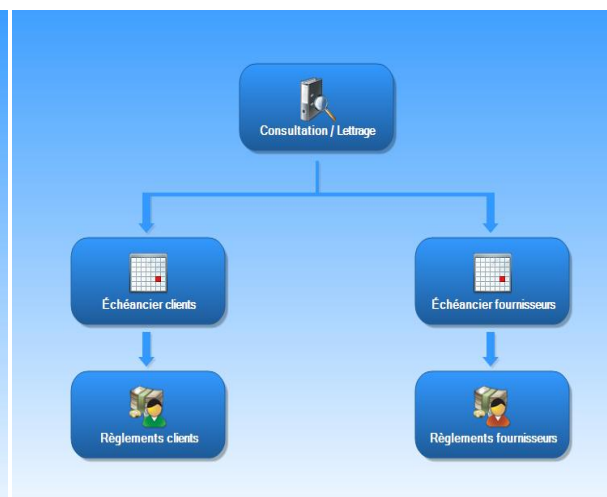 Consultation / Lettrage
Échéancier clients
Échéancier fournisseurs
Règlements clients
Règlements fournisseurs